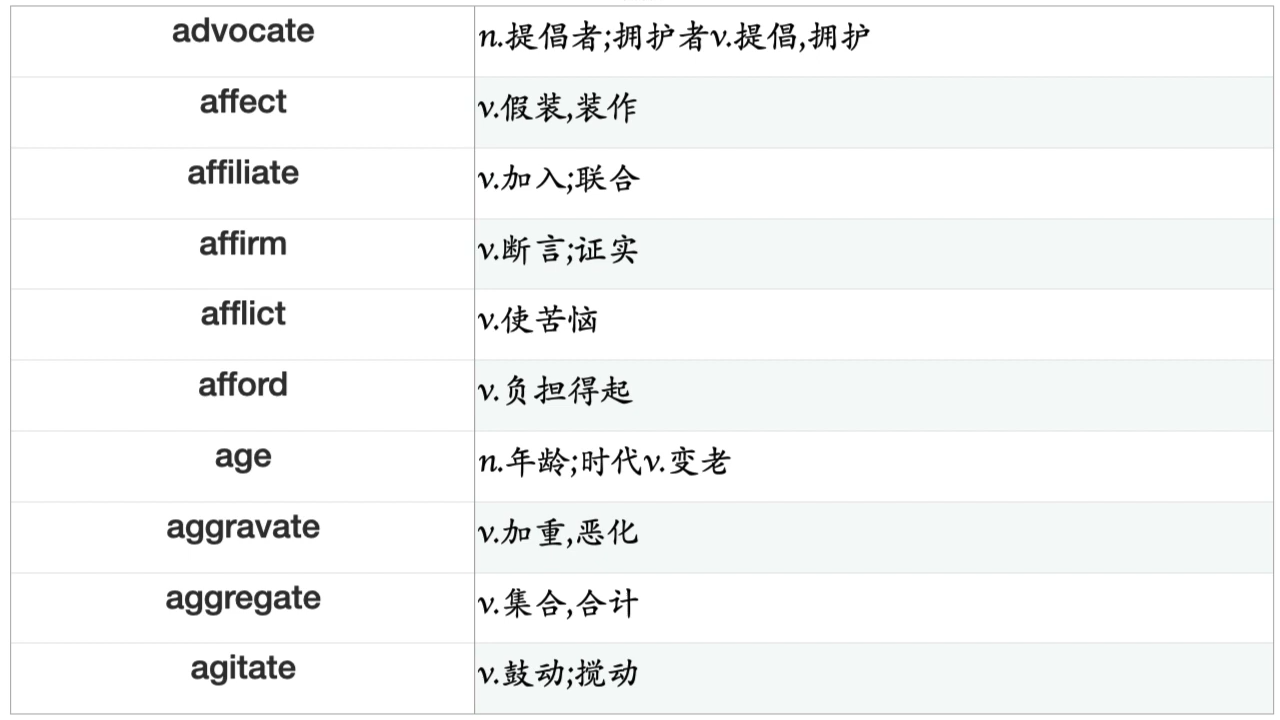 advocate n.提倡者;拥护者v.提倡,拥护
affect v.假装,装作
affiliate v.加入;联合
affirm v.断言;证实
afflict v.使苦恼
afford v.负担得起
age n.年龄;时代v.变老
aggravate v.加重,恶化
aggregate v.集合,合计
agitate v.鼓动;搅动